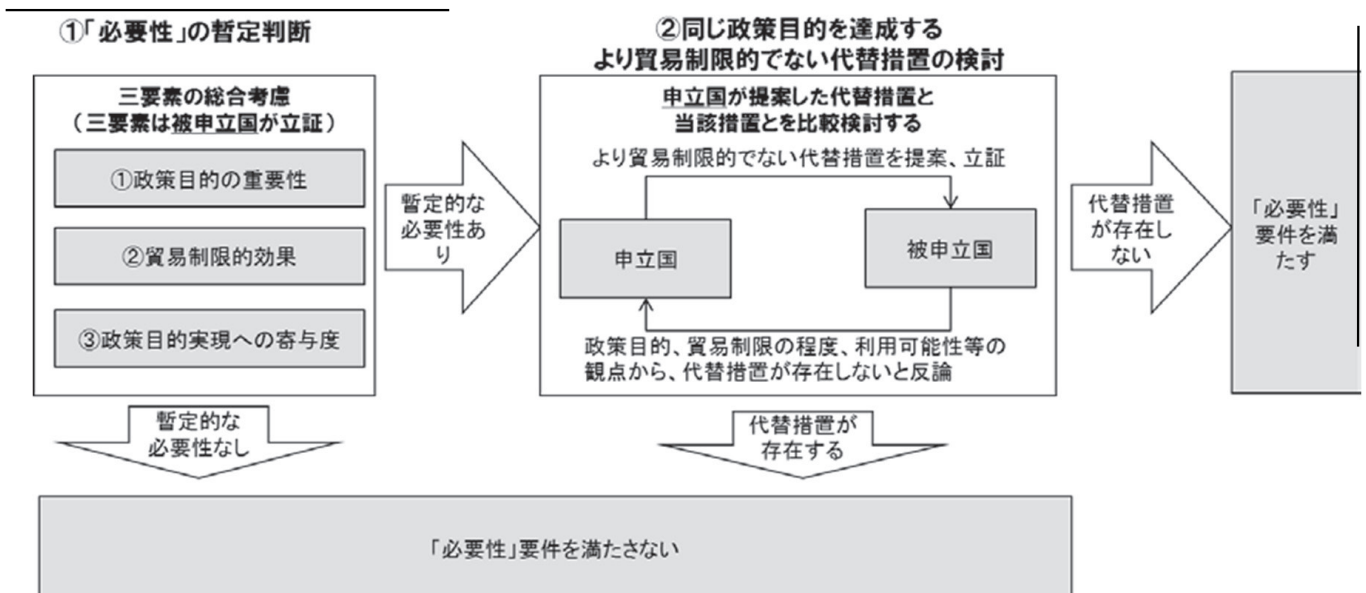 ①「必要性」の暫定判断
三要素の総合考慮
（三要素は被申立国が立証）
①政策目的の重要性
②貿易制限的効果
③政策目的実現への寄与度
暫定的な
必要性あ
り
暫定的な
必要性なし
②同じ政策目的を達成する
より貿易制限的でない代替措置の検討
申立国が提案した代替措置と
当該措置とを比較検討する
より貿易制限的でない代替措置を提案、立証
申立国
被申立国
政策目的、貿易制限の程度、利用可能性等の
観点から、代替措置が存在しないと反論
代替措置
が存在し
ない
代替措置が
存在する
「必要性」
要件を満
たす
「必要性」要件を満たさない